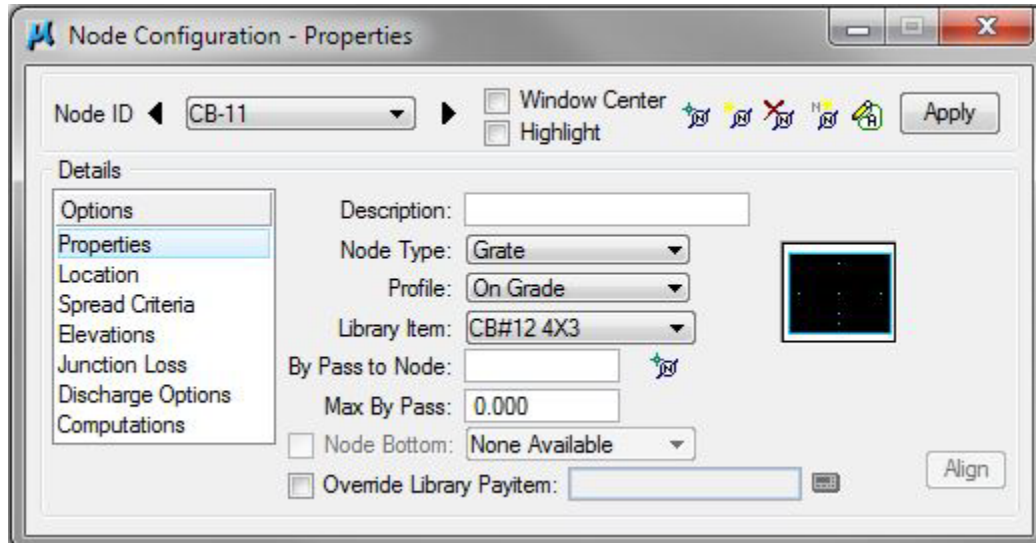 Node Configuration - Properties
Node ID CB-11 Window Center Apply
Highlight
Details
Options
Properties
Location
Spread Criteria
Elevations
Junction Loss
Discharge Options
Computations
Description:
Node Type: Grate
Profile: On Grade
Library Item: CB#12 4X3
By Pass to Node:
Max By Pass: 0.000
Node Bottom: None Available
Override Library Payitem:
Align